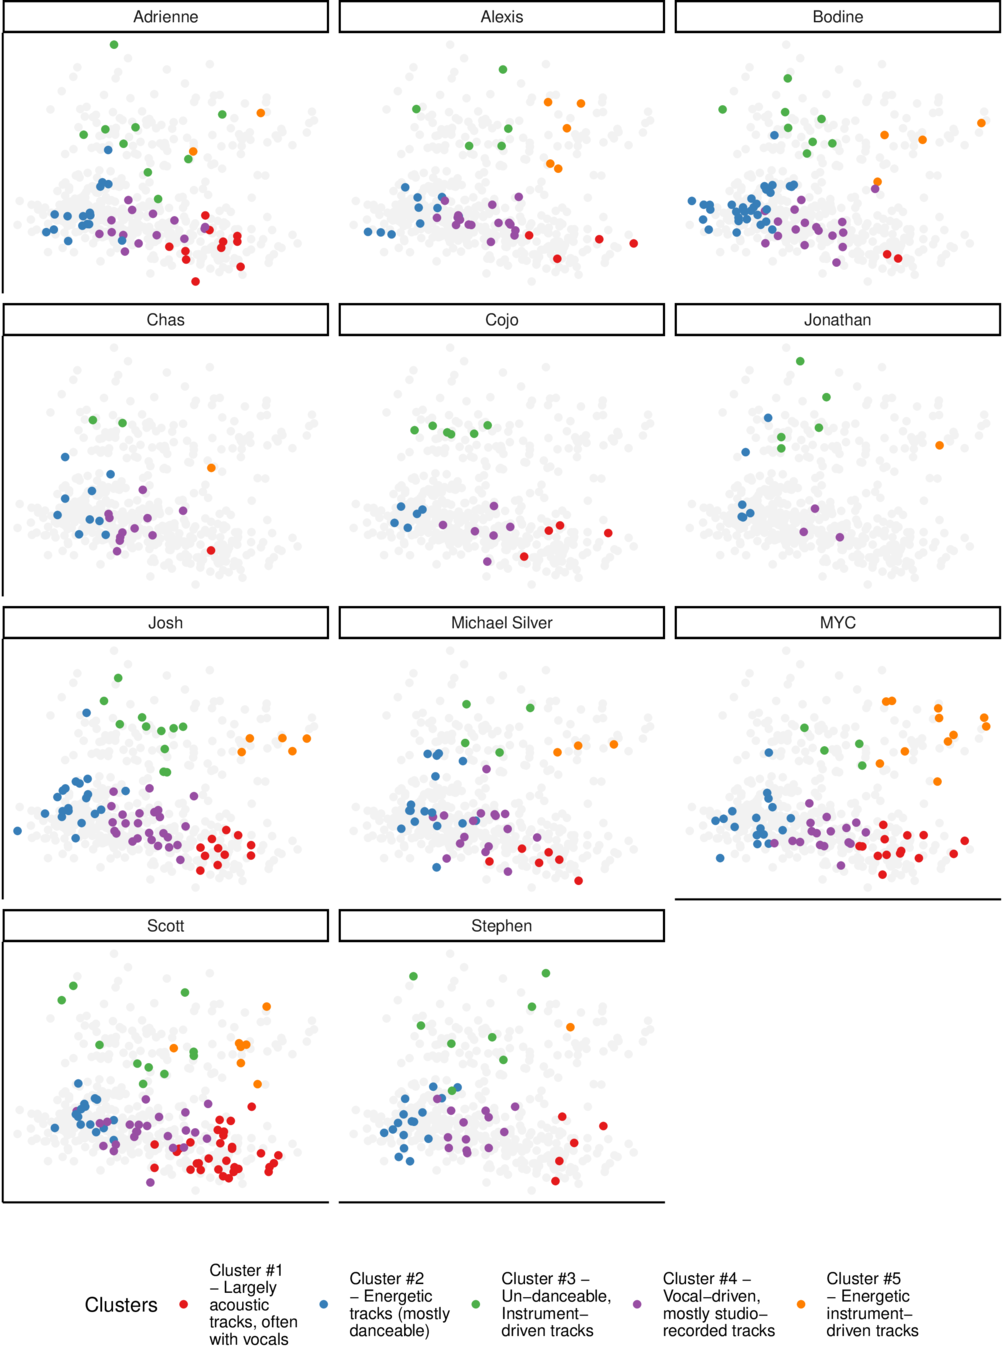 Adrienne
Alexis
Bodine
Chas
Cojo
Jonathan
Josh
Michael Silver
MYC
Scott
Stephen
Clusters
Cluster #1
– Largely
acoustic
tracks, often
with vocals
Cluster #2
– Energetic
tracks (mostly
danceable)
Cluster #3 –
Un–danceable,
Instrument–
driven tracks
Cluster #4 –
Vocal–driven,
mostly studio–
recorded tracks
Cluster #5
– Energetic
instrument–
driven tracks